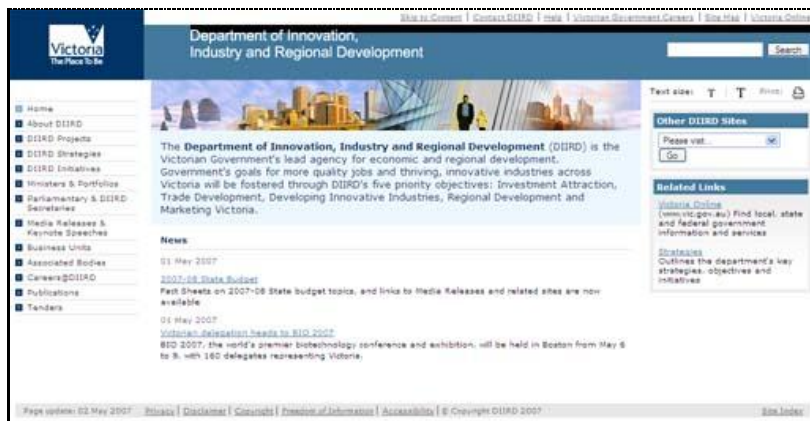 Skip to Content | Contact DIIRD | Help | Victorian Government Careers | Site Map | Victoria Online
Victoria
The Place To Be
Department of Innovation,
Industry and Regional Development
Search
Text size: T | T Print:
Home
About DIIRD
DIIRD Projects
DIIRD Strategies
DIIRD Initiatives
Ministers & Portfolios
Parliamentary & DIIRD
Secretaries
Media Releases &
Keynote Speeches
Business Units
Associated Bodies
Careers@DIIRD
Publications
Tenders
The Department of Innovation, Industry and Regional Development (DIIRD) is the
Victorian Government's lead agency for economic and regional development.
Government's goals for more quality jobs and thriving, innovative industries across
Victoria will be fostered through DIIRD's five priority objectives: Investment Attraction,
Trade Development, Developing Innovative Industries, Regional Development and
Marketing Victoria.
News
01 May 2007
2007-08 State Budget
Fact Sheets on 2007-08 State budget topics, and links to Media Releases and related sites are now
available
01 May 2007
Victorian delegation heads to BIO 2007
BIO 2007, the world's premier biotechnology conference and exhibition, will be held in Boston from May 6
to 9, with 160 delegates representing Victoria.
Other DIIRD Sites
Please visit...
Go
Related Links
Victoria Online
(www.vic.gov.au) Find local, state
and federal government
information and services
Strategies
Outlines the department's key
strategies, objectives and
initiatives
Page update: 02 May 2007 Privacy | Disclaimer | Copyright | Freedom of Information | Accessibility | © Copyright DIIRD 2007 Site Index